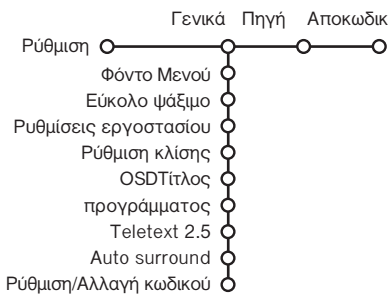 Γενικά Πηγή Αποκωδικ
Ρύθμιση
Φόντο Μενού
Εύκολο ψάξιμο
Ρυθμίσεις εργοστασίου
Ρύθμιση κλίσης
OSDΤίτλος
προγράμματος
Teletext 2.5
Auto surround
Ρύθμιση/Αλλαγή κωδικού